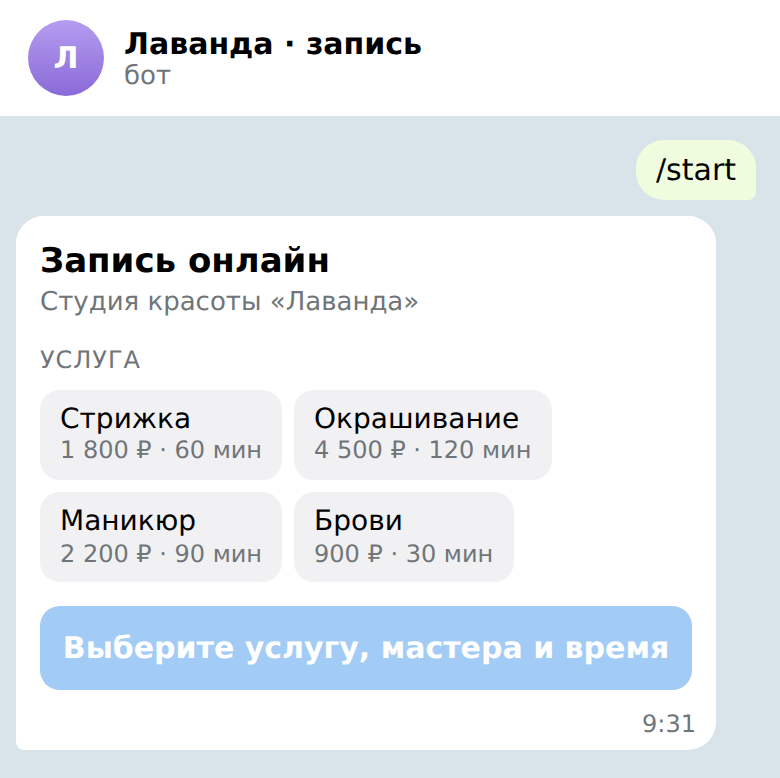 Л
Лаванда · запись
бот
/start
Запись онлайн
Студия красоты «Лаванда»
УСЛУГА
Стрижка
1 800 ₽ · 60 мин
Окрашивание
4 500 ₽ · 120 мин
Маникюр
2 200 ₽ · 90 мин
Брови
900 ₽ · 30 мин
Выберите услугу, мастера и время
9:31